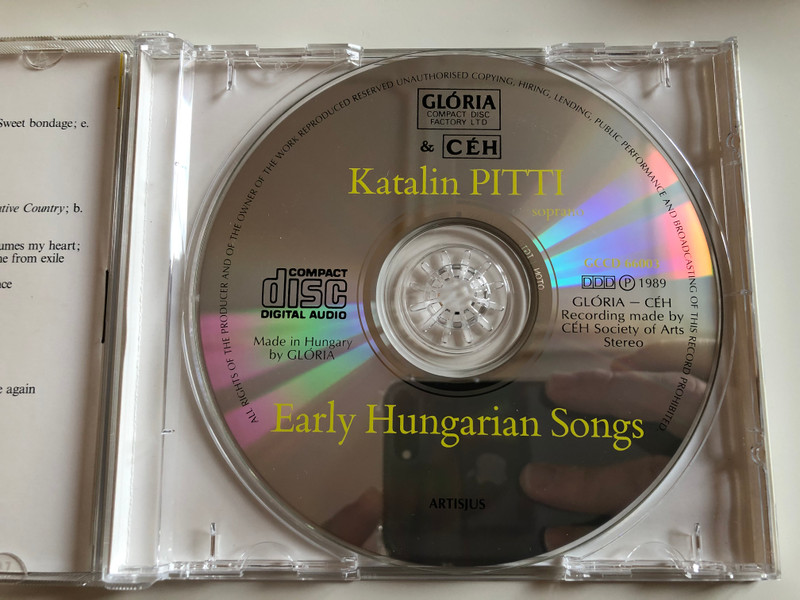 Sweet bondage; e.
ative Country; b.
umes my heart;
e from exile
nce
e again
ALL RIGHTS OF THE PRODUCER AND OF THE OWNER OF THE WORK REPRODUCED RESERVED UNAUTHORISED COPYING, HIRING, LENDING, PUBLIC PERFORMANCE AND BROADCASTING OF THIS RECORD PROHIBITED
GLÓRIA
COMPACT DISC
FACTORY LTD
& CÉH
Katalin PITTI
soprano
COMPACT
disc
DIGITAL AUDIO
Made in Hungary
by GLÓRIA
DDD Ⓟ 1989
GLÓRIA — CÉH
Recording made by
CÉH Society of Arts
Stereo
Early Hungarian Songs
ARTISJUS